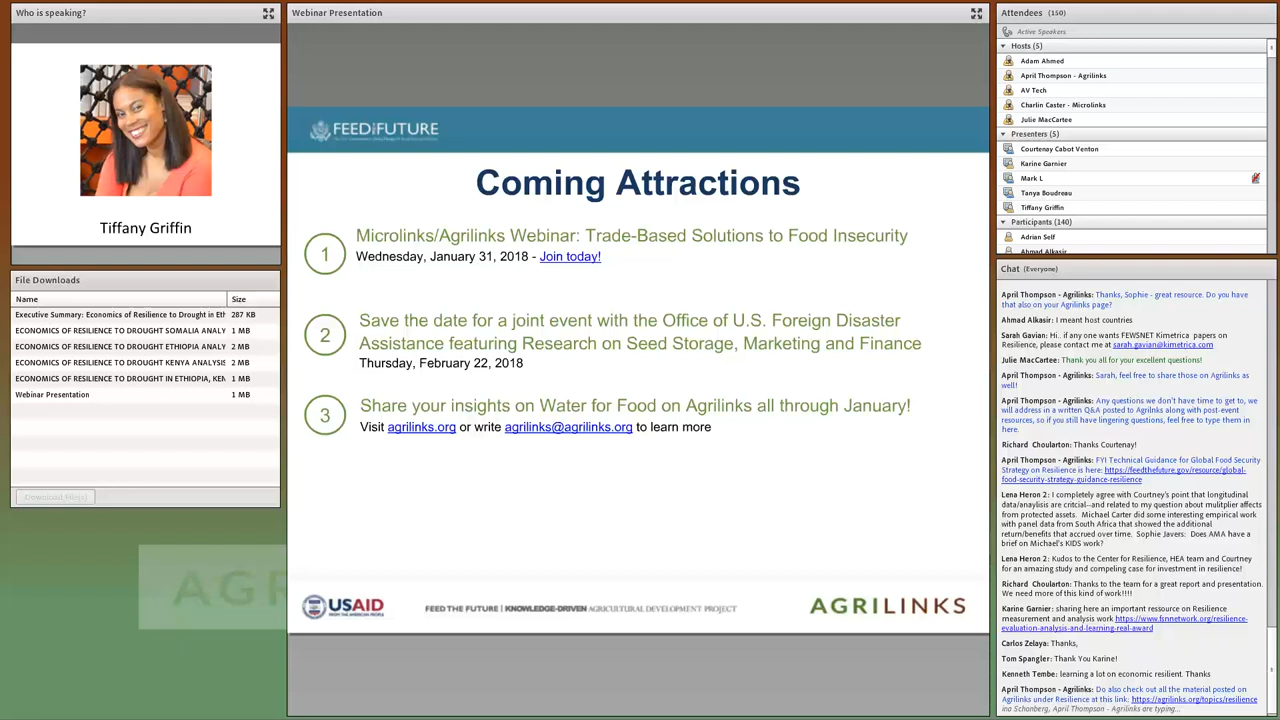 Who is speaking?
Tiffany Griffin
File Downloads
Name Size
Executive Summary: Economics of Resilience to Drought in Eth 287 KB
ECONOMICS OF RESILIENCE TO DROUGHT SOMALIA ANALY 1 MB
ECONOMICS OF RESILIENCE TO DROUGHT ETHIOPIA ANALY 2 MB
ECONOMICS OF RESILIENCE TO DROUGHT KENYA ANALYSIS 2 MB
ECONOMICS OF RESILIENCE TO DROUGHT IN ETHIOPIA, KEN 1 MB
Webinar Presentation 1 MB
Download File(s)
AGRI
Webinar Presentation
FEED THE FUTURE
Coming Attractions
1 Microlinks/Agrilinks Webinar: Trade-Based Solutions to Food Insecurity
Wednesday, January 31, 2018 - Join today!
2 Save the date for a joint event with the Office of U.S. Foreign Disaster
Assistance featuring Research on Seed Storage, Marketing and Finance
Thursday, February 22, 2018
3 Share your insights on Water for Food on Agrilinks all through January!
Visit agrilinks.org or write agrilinks@agrilinks.org to learn more
USAID
FROM THE AMERICAN PEOPLE
FEED THE FUTURE | KNOWLEDGE-DRIVEN AGRICULTURAL DEVELOPMENT PROJECT
AGRILINKS
Attendees (150)
Active Speakers
Hosts (5)
Adam Ahmed
April Thompson - Agrilinks
AV Tech
Charlin Caster - Microlinks
Julie MacCartee
Presenters (5)
Courtenay Cabot Venton
Karine Garnier
Mark L
Tanya Boudreau
Tiffany Griffin
Participants (140)
Adrian Self
Ahmad Alkasir
Chat (Everyone)
April Thompson - Agrilinks: Thanks, Sophie - great resource. Do you have
that also on your Agrilinks page?
Ahmad Alkasir: I meant host countries
Sarah Gavian: Hi.. if any one wants FEWSNET Kimetrica papers on
Resilience, please contact me at sarah.gavian@kimetrica.com
Julie MacCartee: Thank you all for your excellent questions!
April Thompson - Agrilinks: Sarah, feel free to share those on Agrilinks as
well!
April Thompson - Agrilinks: Any questions we don't have time to get to, we
will address in a written Q&A posted to Agrilnks along with post-event
resources, so if you still have lingering questions, feel free to type them in
here.
Richard Choularton: Thanks Courtenay!
April Thompson - Agrilinks: FYI Technical Guidance for Global Food Security
Strategy on Resilience is here: https://feedthefuture.gov/resource/global-
food-security-strategy-guidance-resilience
Lena Heron 2: I completely agree with Courtney's point that longitudinal
data/anaylisis are critcial--and related to my question about mulitplier affects
from protected assets. Michael Carter did some interesting empirical work
with panel data from South Africa that showed the additional
return/benefits that accrued over time. Sophie Javers: Does AMA have a
brief on Michael's KIDS work?
Lena Heron 2: Kudos to the Center for Resilience, HEA team and Courtney
for an amazing study and compeling case for investment in resilience!
Richard Choularton: Thanks to the team for a great report and presentation.
We need more of this kind of work!!!!
Karine Garnier: sharing here an important ressource on Resilience
measurement and analysis work https://www.fsnnetwork.org/resilience-
evaluation-analysis-and-learning-real-award
Carlos Zelaya: Thanks,
Tom Spangler: Thank You Karine!
Kenneth Tembe: learning a lot on economic resilient. Thanks
April Thompson - Agrilinks: Do also check out all the material posted on
Agrilinks under Resilience at this link: https://agrilinks.org/topics/resilience
ina Schonberg, April Thompson - Agrilinks are typing...